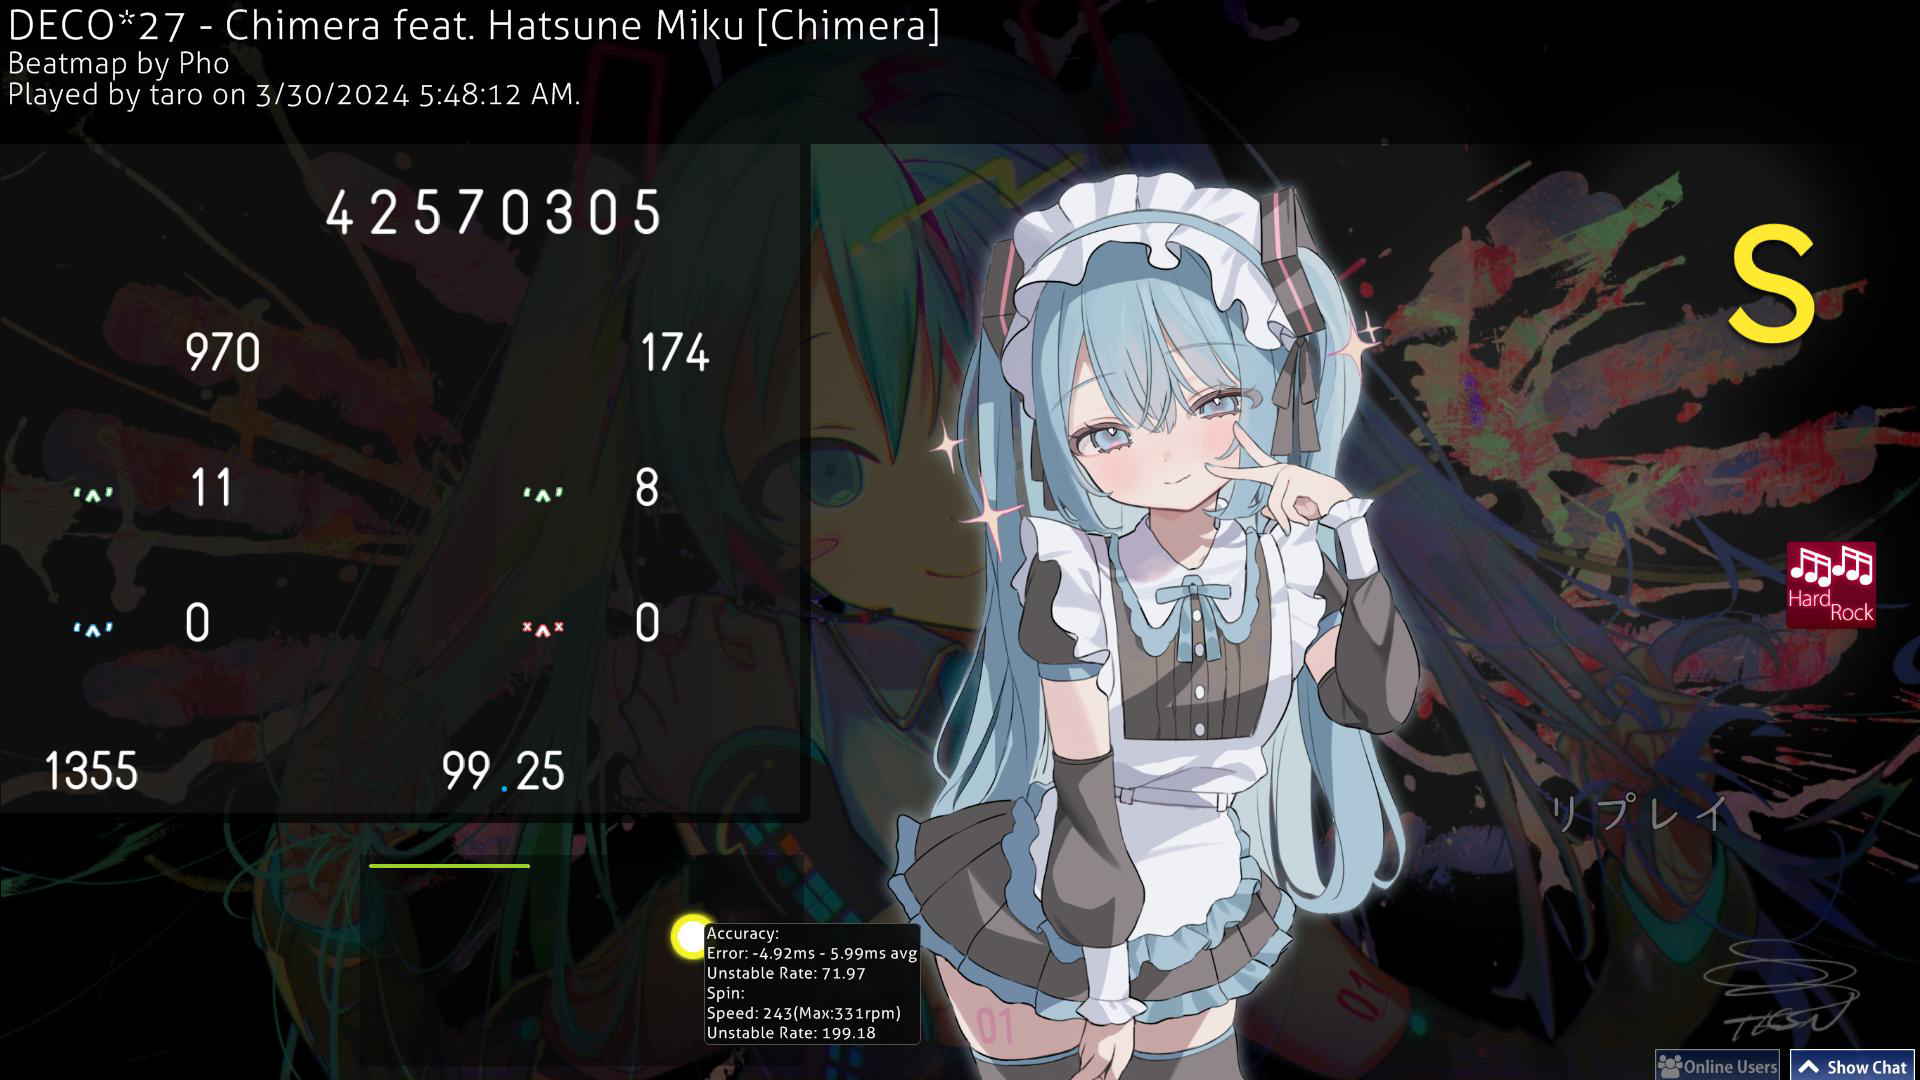 DECO*27 - Chimera feat. Hatsune Miku [Chimera]
Beatmap by Pho
Played by taro on 3/30/2024 5:48:12 AM.
42570305
S
970
174
11
8
0
0
Hard Rock
1355
99.25
リプレイ
Accuracy:
Error: -4.92ms - 5.99ms avg
Unstable Rate: 71.97
Spin:
Speed: 243(Max:331rpm)
Unstable Rate: 199.18
01
01
Online Users
Show Chat